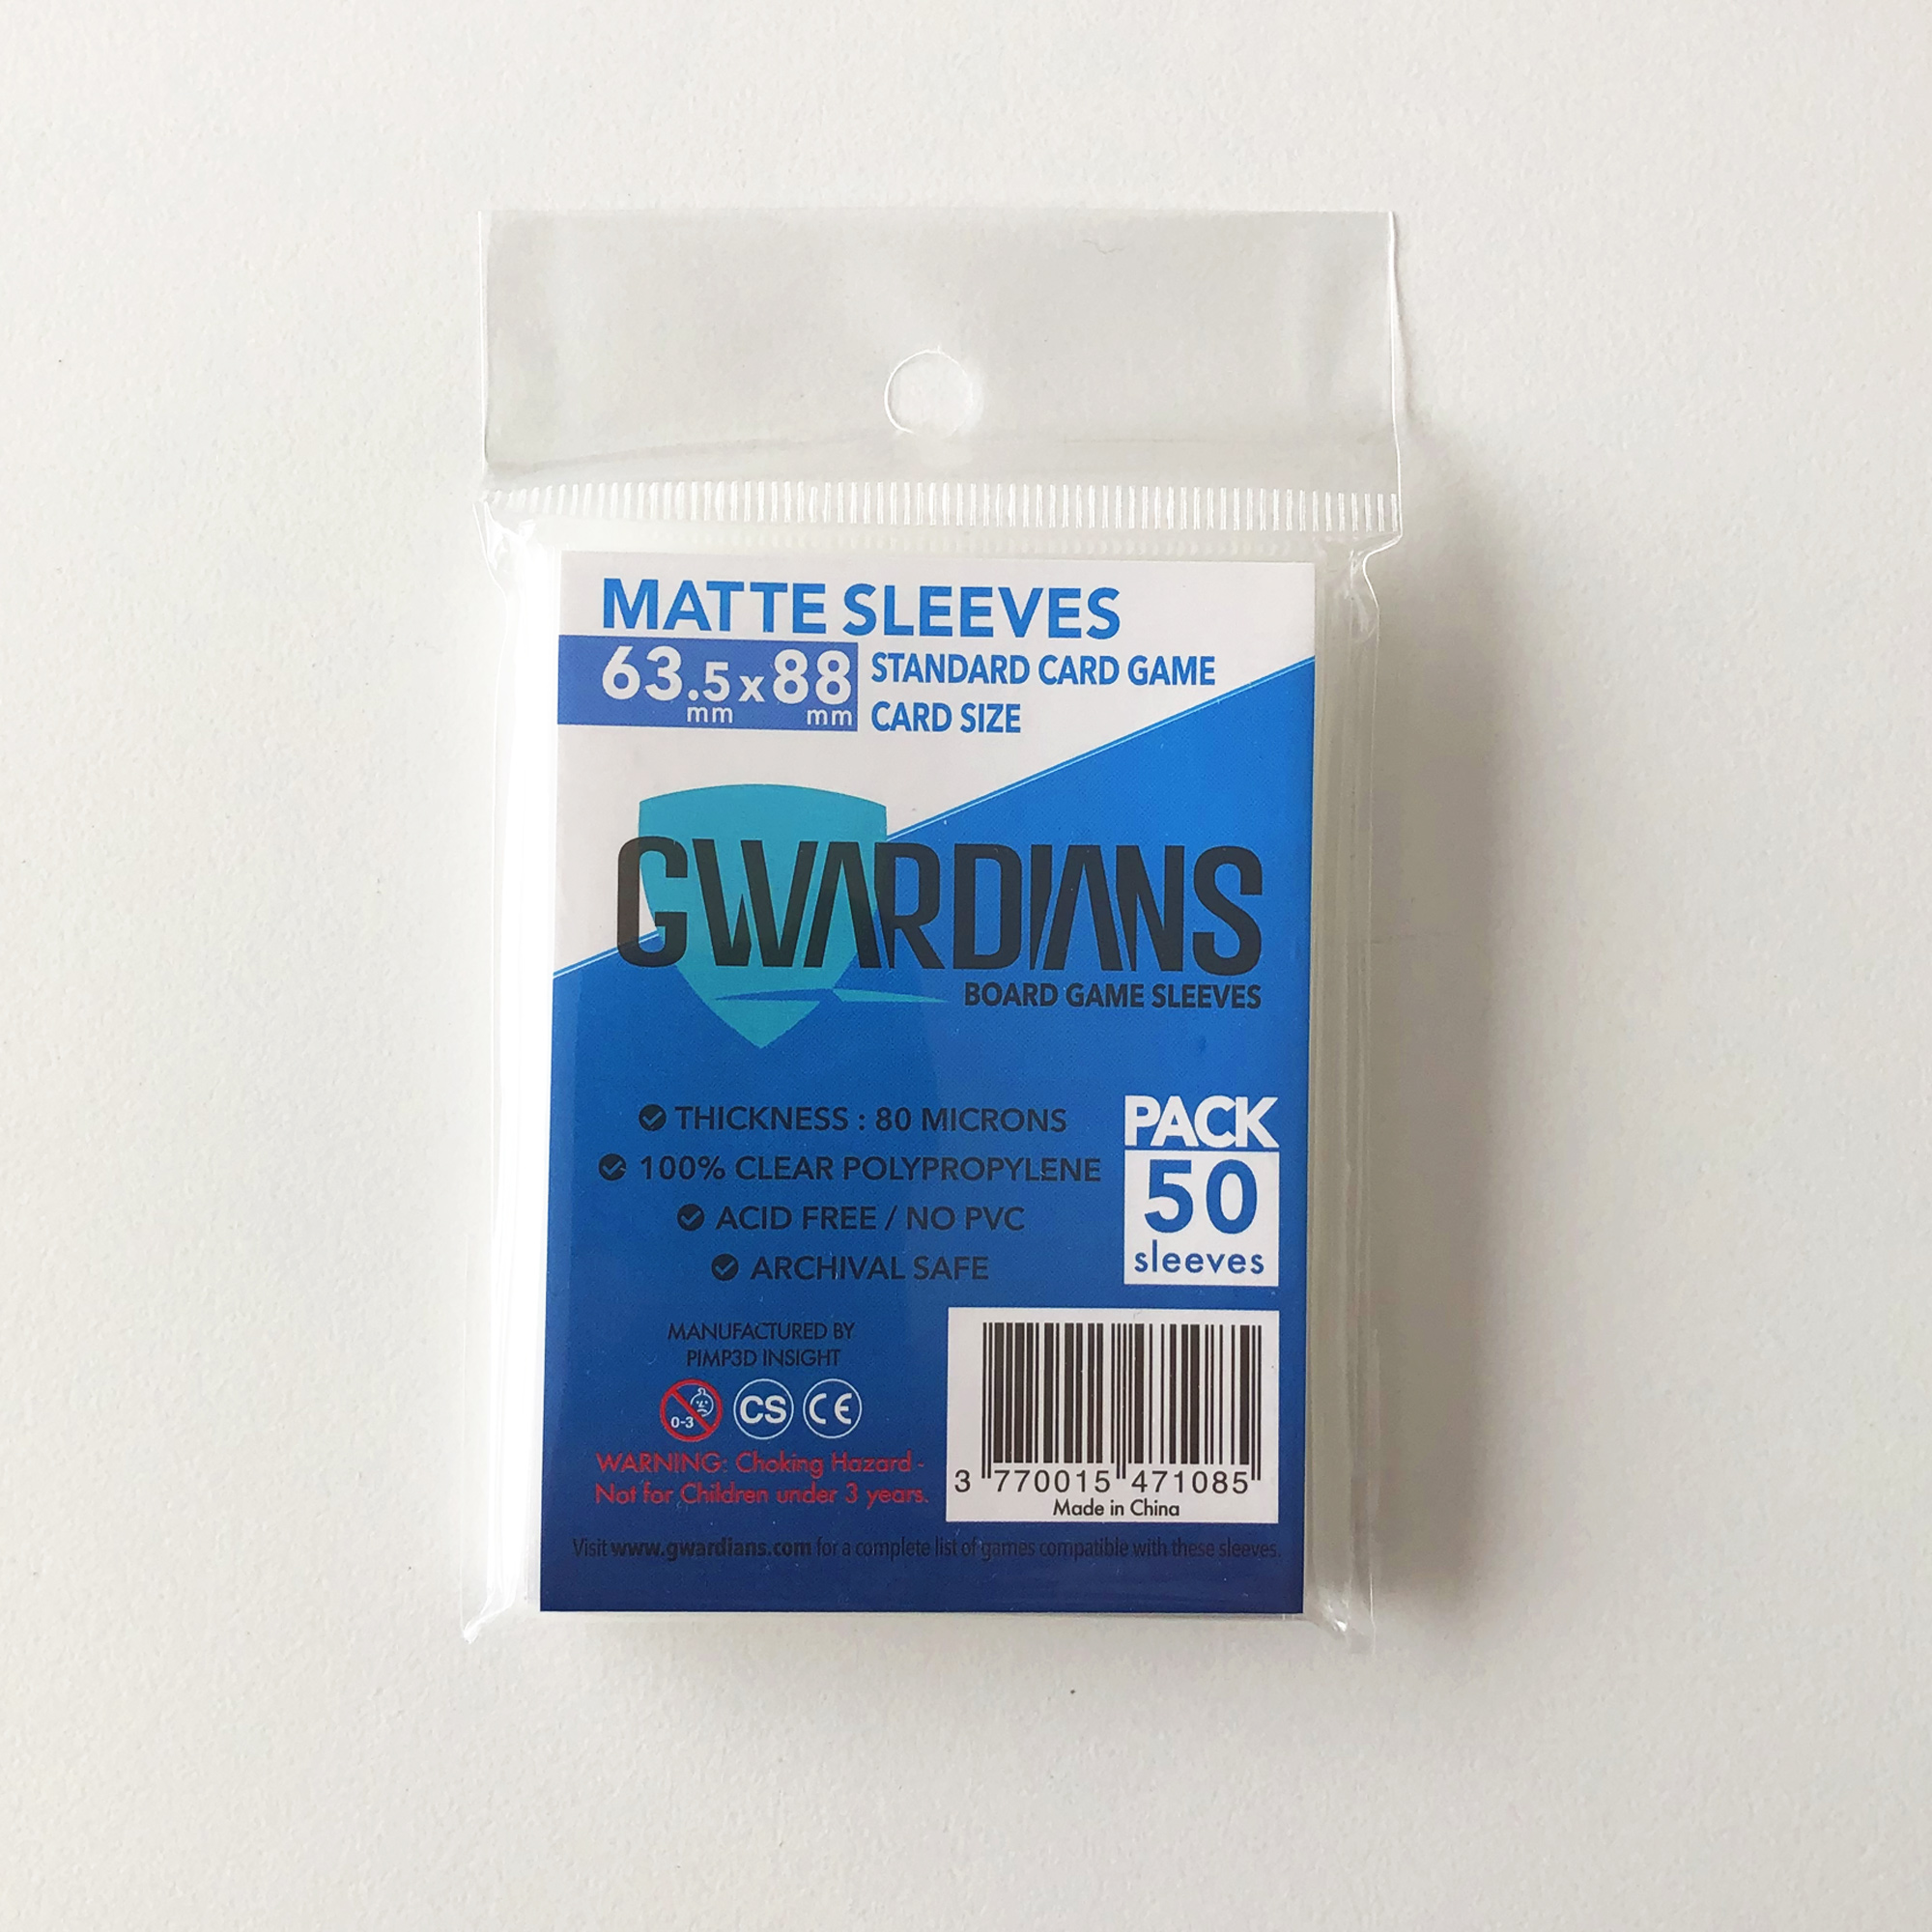 MATTE SLEEVES
63.5 mm x 88 mm
STANDARD CARD GAME
CARD SIZE
GWARDIANS
BOARD GAME SLEEVES
THICKNESS : 80 MICRONS
100% CLEAR POLYPROPYLENE
ACID FREE / NO PVC
ARCHIVAL SAFE
PACK
50
sleeves
MANUFACTURED BY
PIMP3D INSIGHT
0-3 CS CE
WARNING: Choking Hazard -
Not for Children under 3 years.
3 770015 471085
Made in China
Visit www.gwardians.com for a complete list of games compatible with these sleeves.